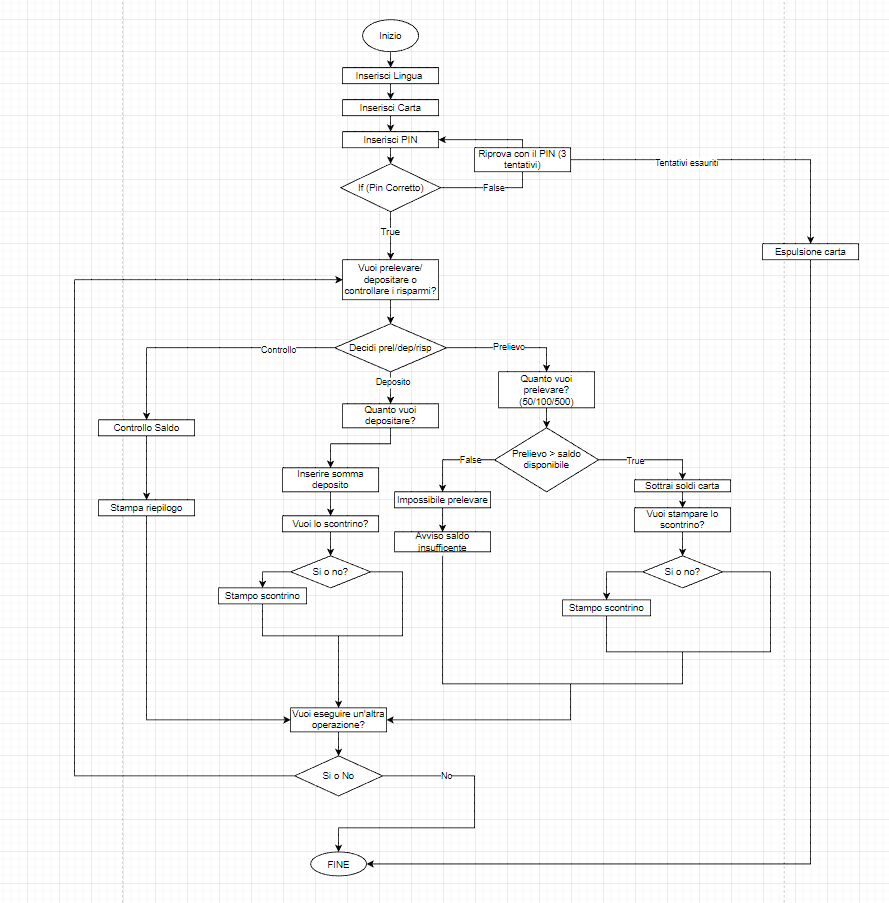 Inizio
Inserisci Lingua
Inserisci Carta
Inserisci PIN
Riprova con il PIN (3
tentativi)
Tentativi esauriti
If (Pin Corretto)
False
True
Espulsione carta
Vuoi prelevare/
depositare o
controllare i risparmi?
Decidi prel/dep/risp
Controllo
Prelievo
Deposito
Quanto vuoi
prelevare?
(50/100/500)
Quanto vuoi
depositare?
Controllo Saldo
Prelievo > saldo
disponibile
False
True
Inserire somma
deposito
Sottrai soldi carta
Impossibile prelevare
Stampa riepilogo
Vuoi stampare lo
scontrino?
Vuoi lo scontrino?
Avviso saldo
insufficente
Si o no?
Si o no?
Stampo scontrino
Stampo scontrino
Vuoi eseguire un'altra
operazione?
Si o No
No
FINE